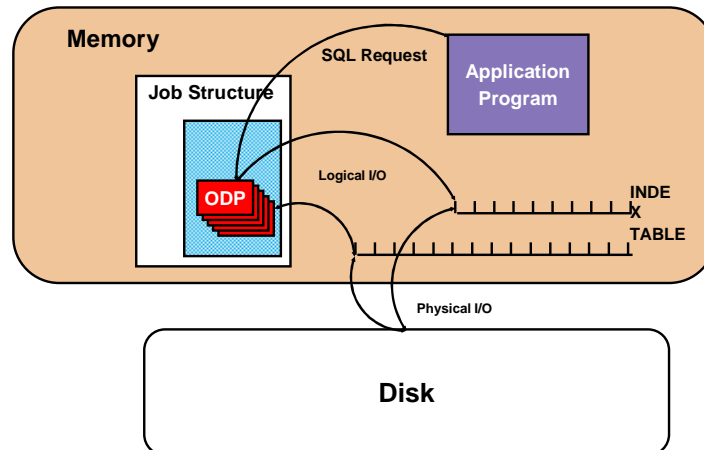 Memory
SQL Request
Application
Program
Job Structure
Logical I/O
ODP
INDE
X
TABLE
Physical I/O
Disk